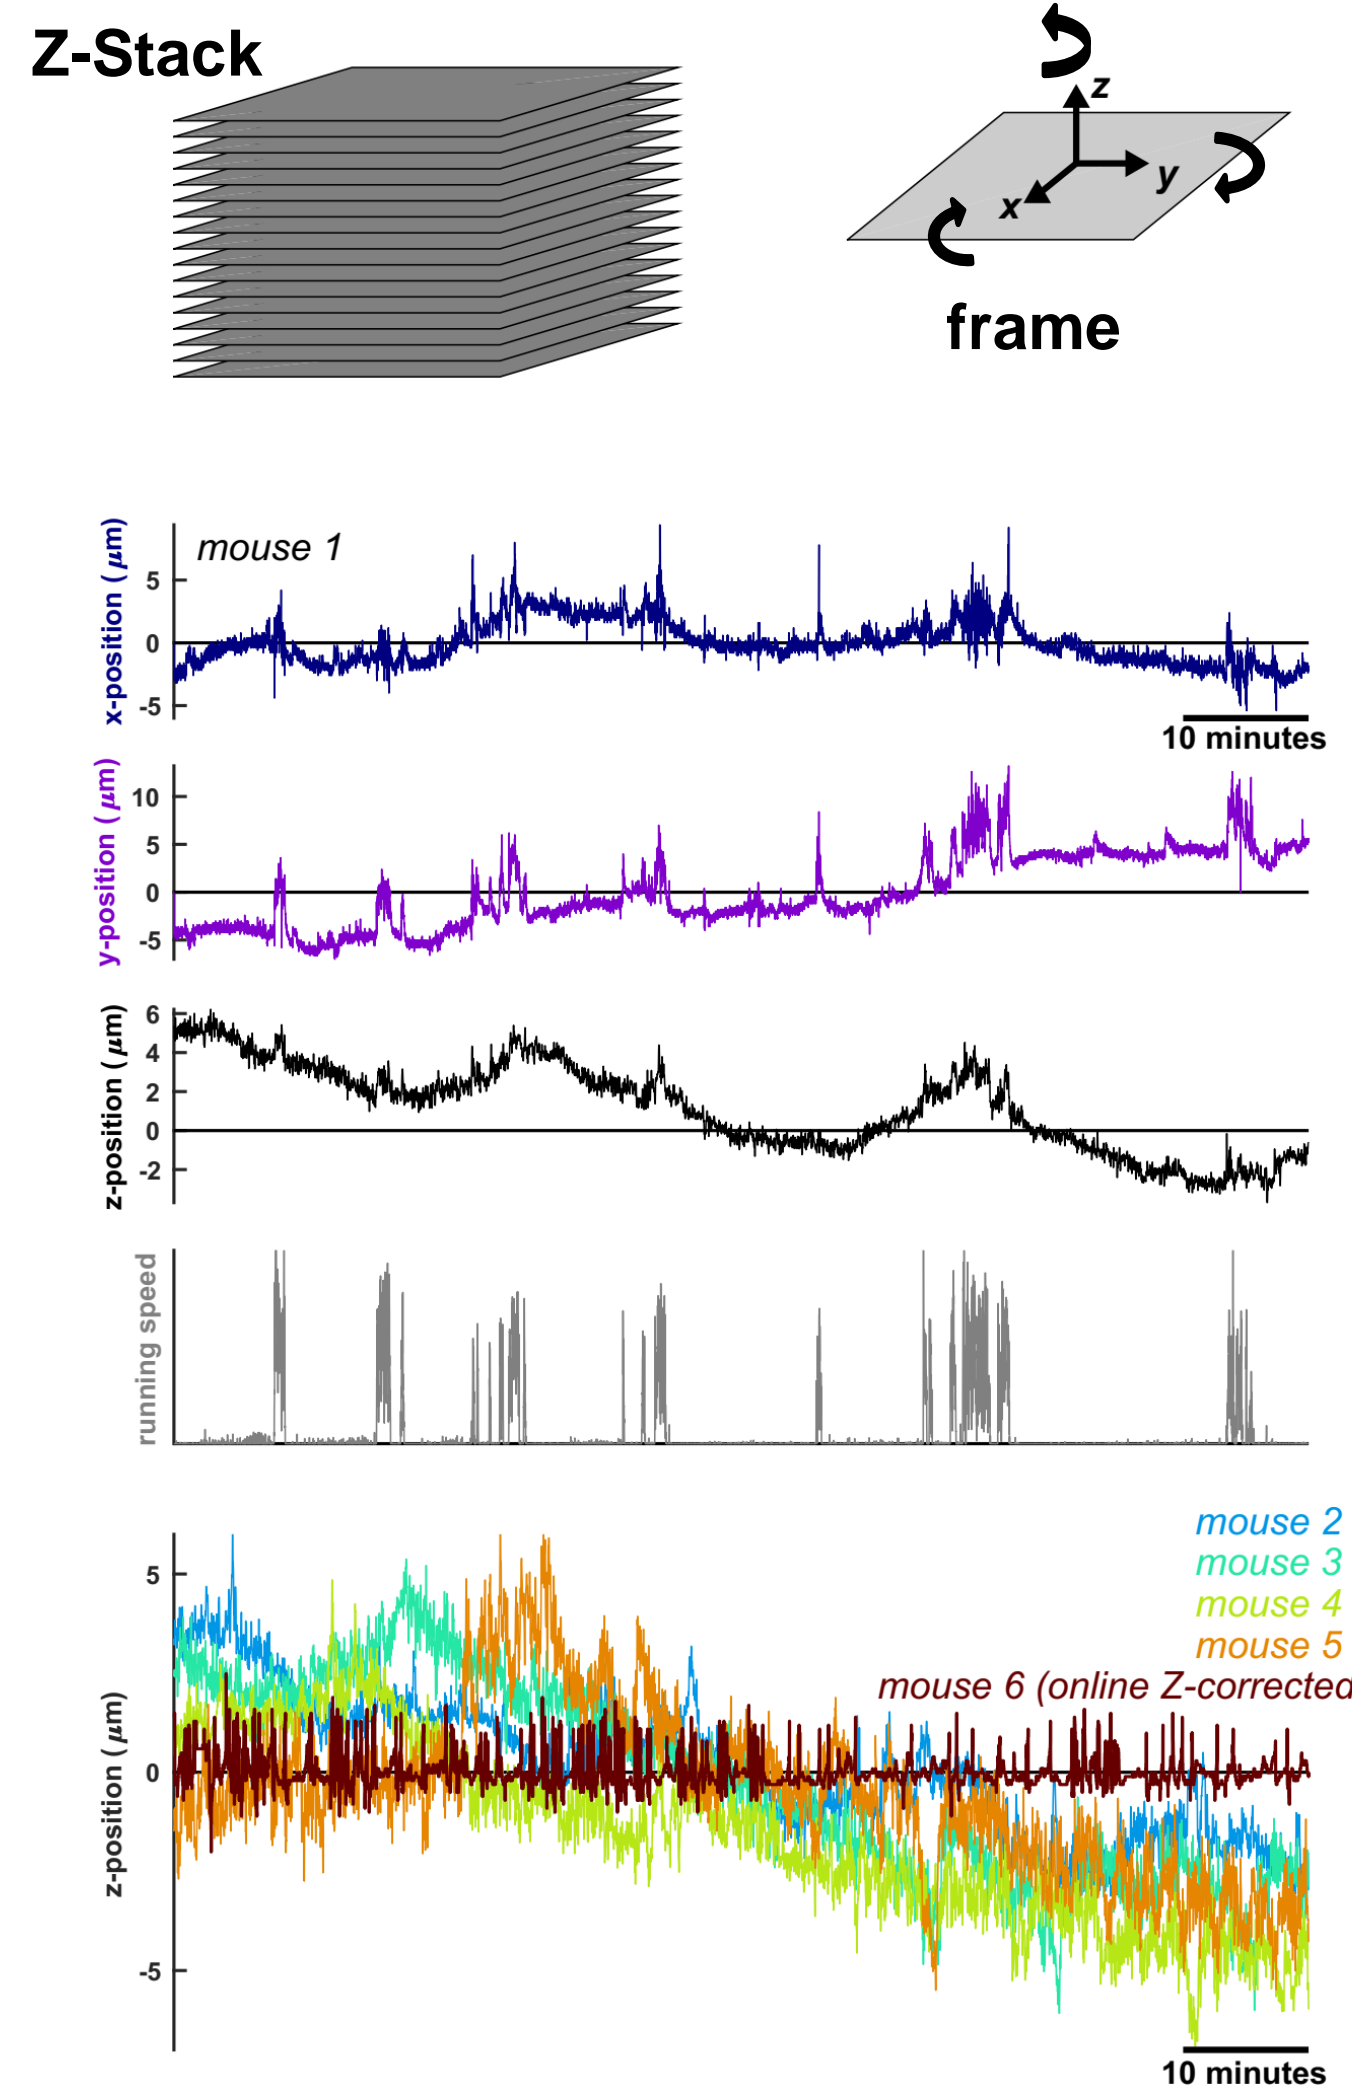 Z-Stack
z
y
x
frame
mouse 1
x-position (μm)
5
0
-5
10 minutes
y-position (μm)
10
5
0
-5
z-position (μm)
6
4
2
0
-2
running speed
mouse 2
mouse 3
mouse 4
mouse 5
mouse 6 (online Z-corrected
z-position (μm)
5
0
-5
10 minutes